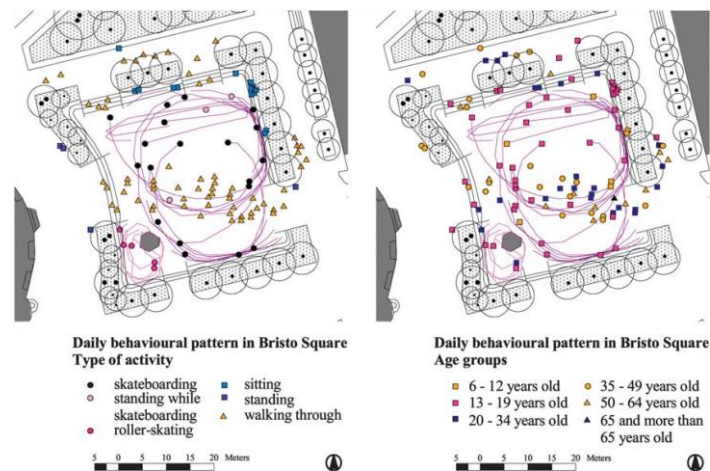 Daily behavioural pattern in Bristo Square
Type of activity
skateboarding
standing while
skateboarding
roller-skating
sitting
standing
walking through
5 0 5 10 15 20 Meters
Daily behavioural pattern in Bristo Square
Age groups
6 - 12 years old
13 - 19 years old
20 - 34 years old
35 - 49 years old
50 - 64 years old
65 and more than
65 years old
5 0 5 10 15 20 Meters